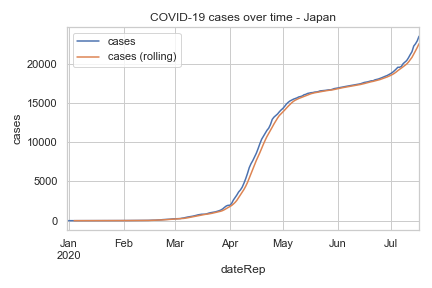 COVID-19 cases over time - Japan
cases
cases (rolling)
20000
15000
10000
5000
0
cases
Jan Feb Mar Apr May Jun Jul
2020
dateRep